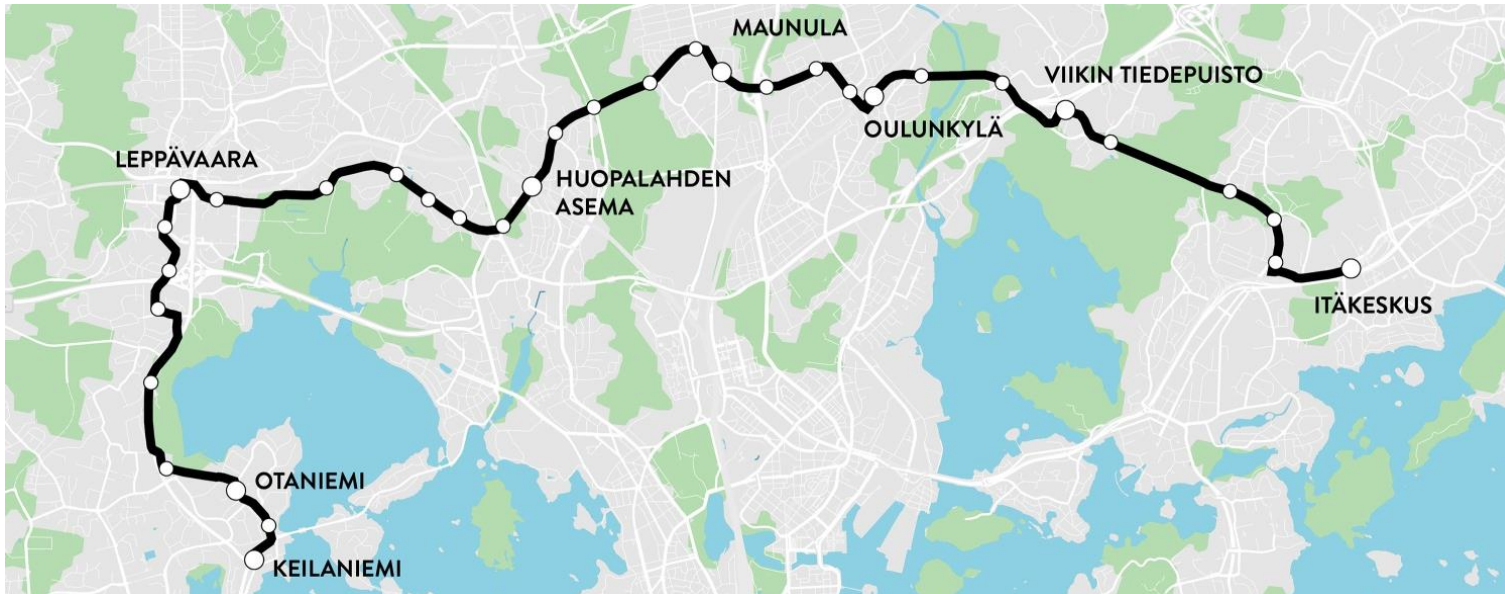 MAUNULA
VIIKIN TIEDEPUISTO
OULUNKYLÄ
LEPPÄVAARA
HUOPALAHDEN
ASEMA
ITÄKESKUS
OTANIEMI
KEILANIEMI